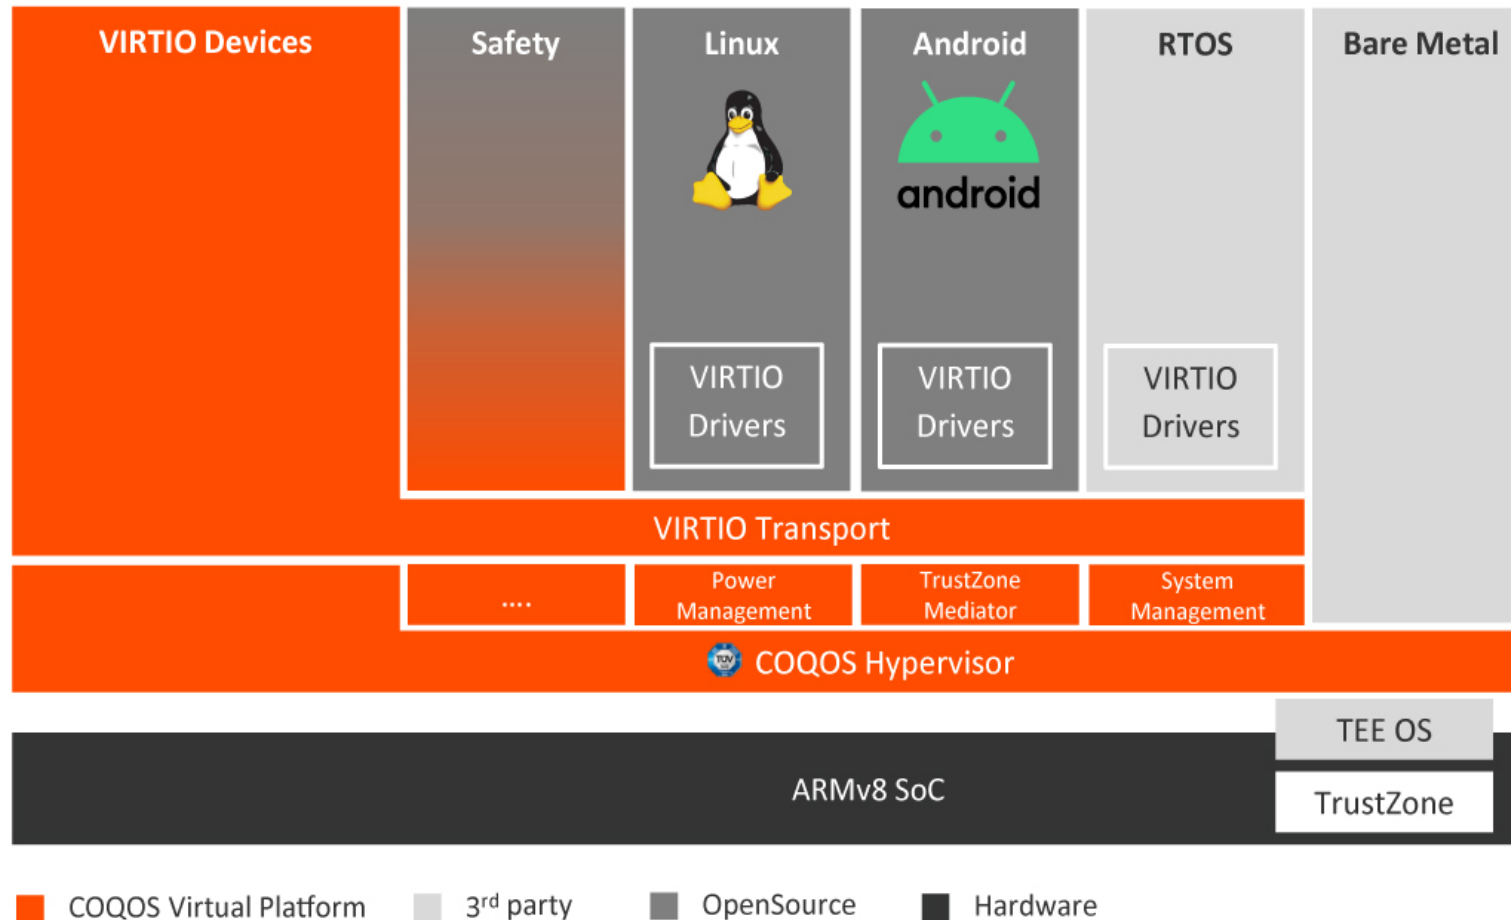 VIRTIO Devices
Safety
Linux
Android
RTOS
Bare Metal
android
VIRTIO
Drivers
VIRTIO
Drivers
VIRTIO
Drivers
VIRTIO Transport
....
Power
Management
TrustZone
Mediator
System
Management
TÜV
COQOS Hypervisor
TEE OS
ARMv8 SoC
TrustZone
COQOS Virtual Platform
3rd party
OpenSource
Hardware